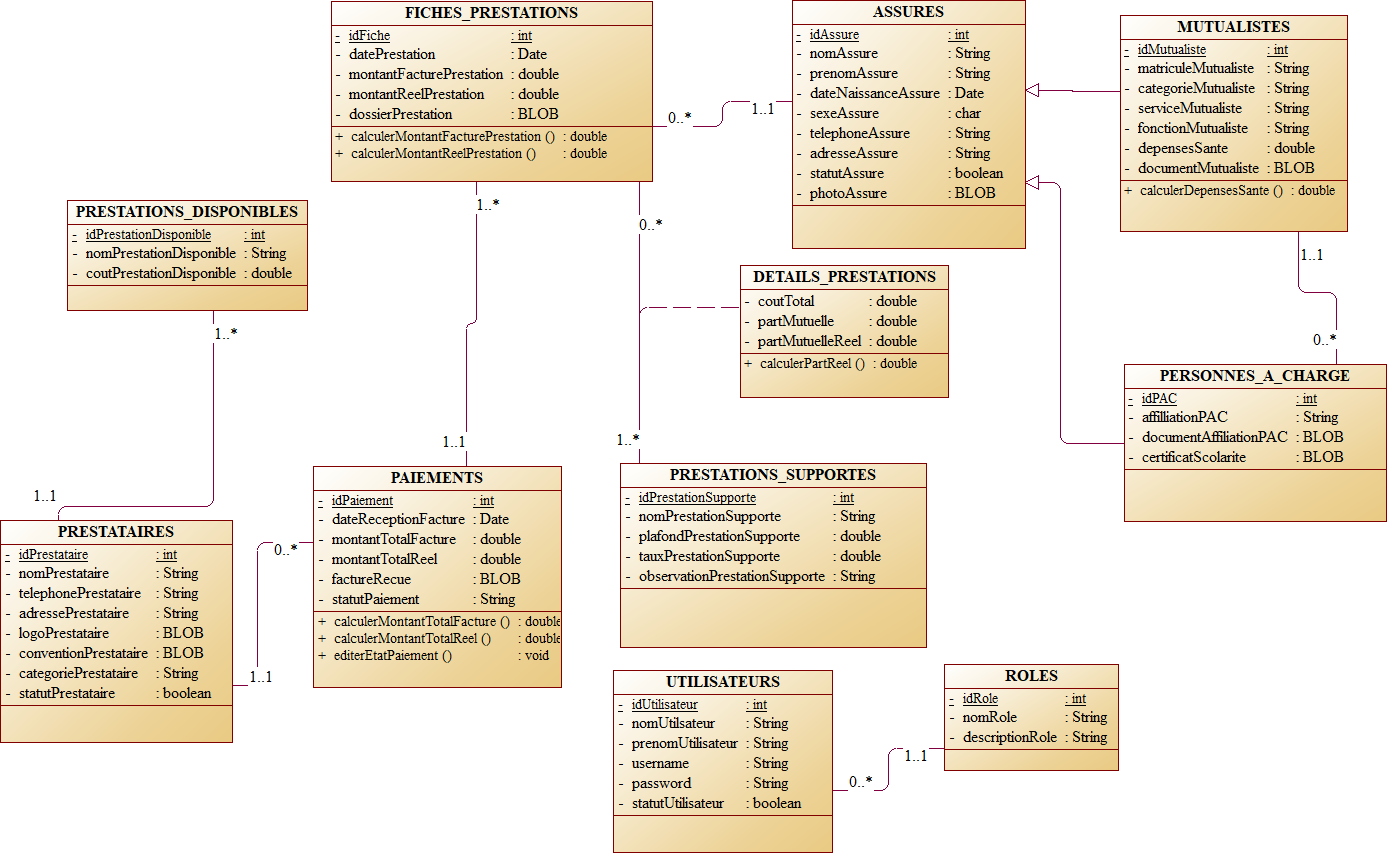 FICHES_PRESTATIONS
- idFiche : int
- datePrestation : Date
- montantFacturePrestation : double
- montantReelPrestation : double
- dossierPrestation : BLOB
+ calculerMontantFacturePrestation () : double
+ calculerMontantReelPrestation () : double
ASSURES
- idAssure : int
- nomAssure : String
- prenomAssure : String
- dateNaissanceAssure : Date
- sexeAssure : char
- telephoneAssure : String
- adresseAssure : String
- statutAssure : boolean
- photoAssure : BLOB
MUTUALISTES
- idMutualiste : int
- matriculeMutualiste : String
- categorieMutualiste : String
- serviceMutualiste : String
- fonctionMutualiste : String
- depensesSante : double
- documentMutualiste : BLOB
+ calculerDepensesSante () : double
0..*
1..1
PRESTATIONS_DISPONIBLES
- idPrestationDisponible : int
- nomPrestationDisponible : String
- coutPrestationDisponible : double
1..*
0..*
1..1
DETAILS_PRESTATIONS
- coutTotal : double
- partMutuelle : double
- partMutuelleReel : double
+ calculerPartReel () : double
1..*
0..*
PERSONNES_A_CHARGE
- idPAC : int
- affilliationPAC : String
- documentAffiliationPAC : BLOB
- certificatScolarite : BLOB
1..1
1..*
1..1
PAIEMENTS
- idPaiement : int
- dateReceptionFacture : Date
- montantTotalFacture : double
- montantTotalReel : double
- factureRecue : BLOB
- statutPaiement : String
+ calculerMontantTotalFacture () : double
+ calculerMontantTotalReel () : double
+ editerEtatPaiement () : void
PRESTATIONS_SUPPORTES
- idPrestationSupporte : int
- nomPrestationSupporte : String
- plafondPrestationSupporte : double
- tauxPrestationSupporte : double
- observationPrestationSupporte : String
PRESTATAIRES
- idPrestataire : int
- nomPrestataire : String
- telephonePrestataire : String
- adressePrestataire : String
- logoPrestataire : BLOB
- conventionPrestataire : BLOB
- categoriePrestataire : String
- statutPrestataire : boolean
0..*
1..1
UTILISATEURS
- idUtilisateur : int
- nomUtilsateur : String
- prenomUtilisateur : String
- username : String
- password : String
- statutUtilisateur : boolean
0..*
1..1
ROLES
- idRole : int
- nomRole : String
- descriptionRole : String